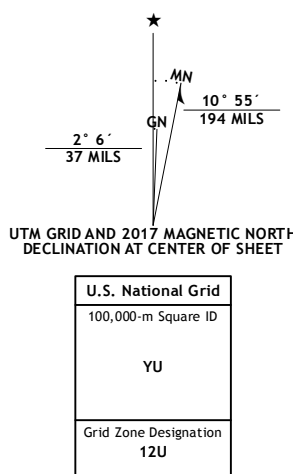 ★
MN
GN
10° 55´
194 MILS
2° 6´
37 MILS
UTM GRID AND 2017 MAGNETIC NORTH
DECLINATION AT CENTER OF SHEET
U.S. National Grid
100,000-m Square ID
YU
Grid Zone Designation
12U